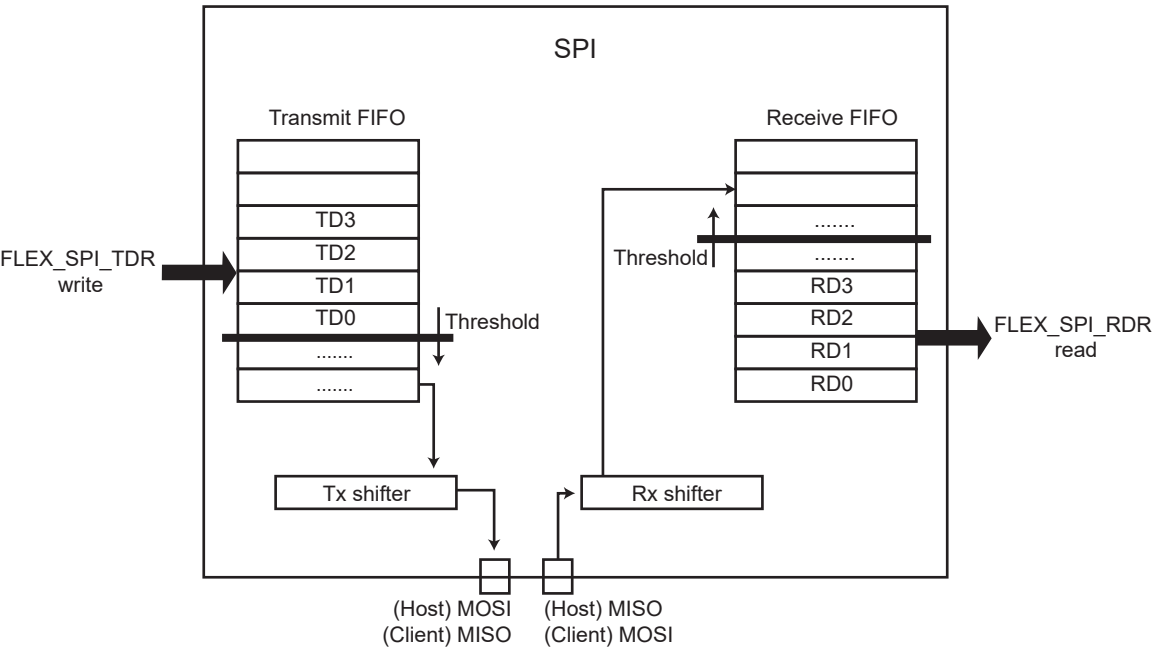 SPI
Transmit FIFO
TD3
TD2
TD1
TD0
.......
.......
Threshold
FLEX_SPI_TDR
write
Receive FIFO
.......
.......
RD3
RD2
RD1
RD0
Threshold
FLEX_SPI_RDR
read
Tx shifter
Rx shifter
(Host) MOSI
(Client) MISO
(Host) MISO
(Client) MOSI